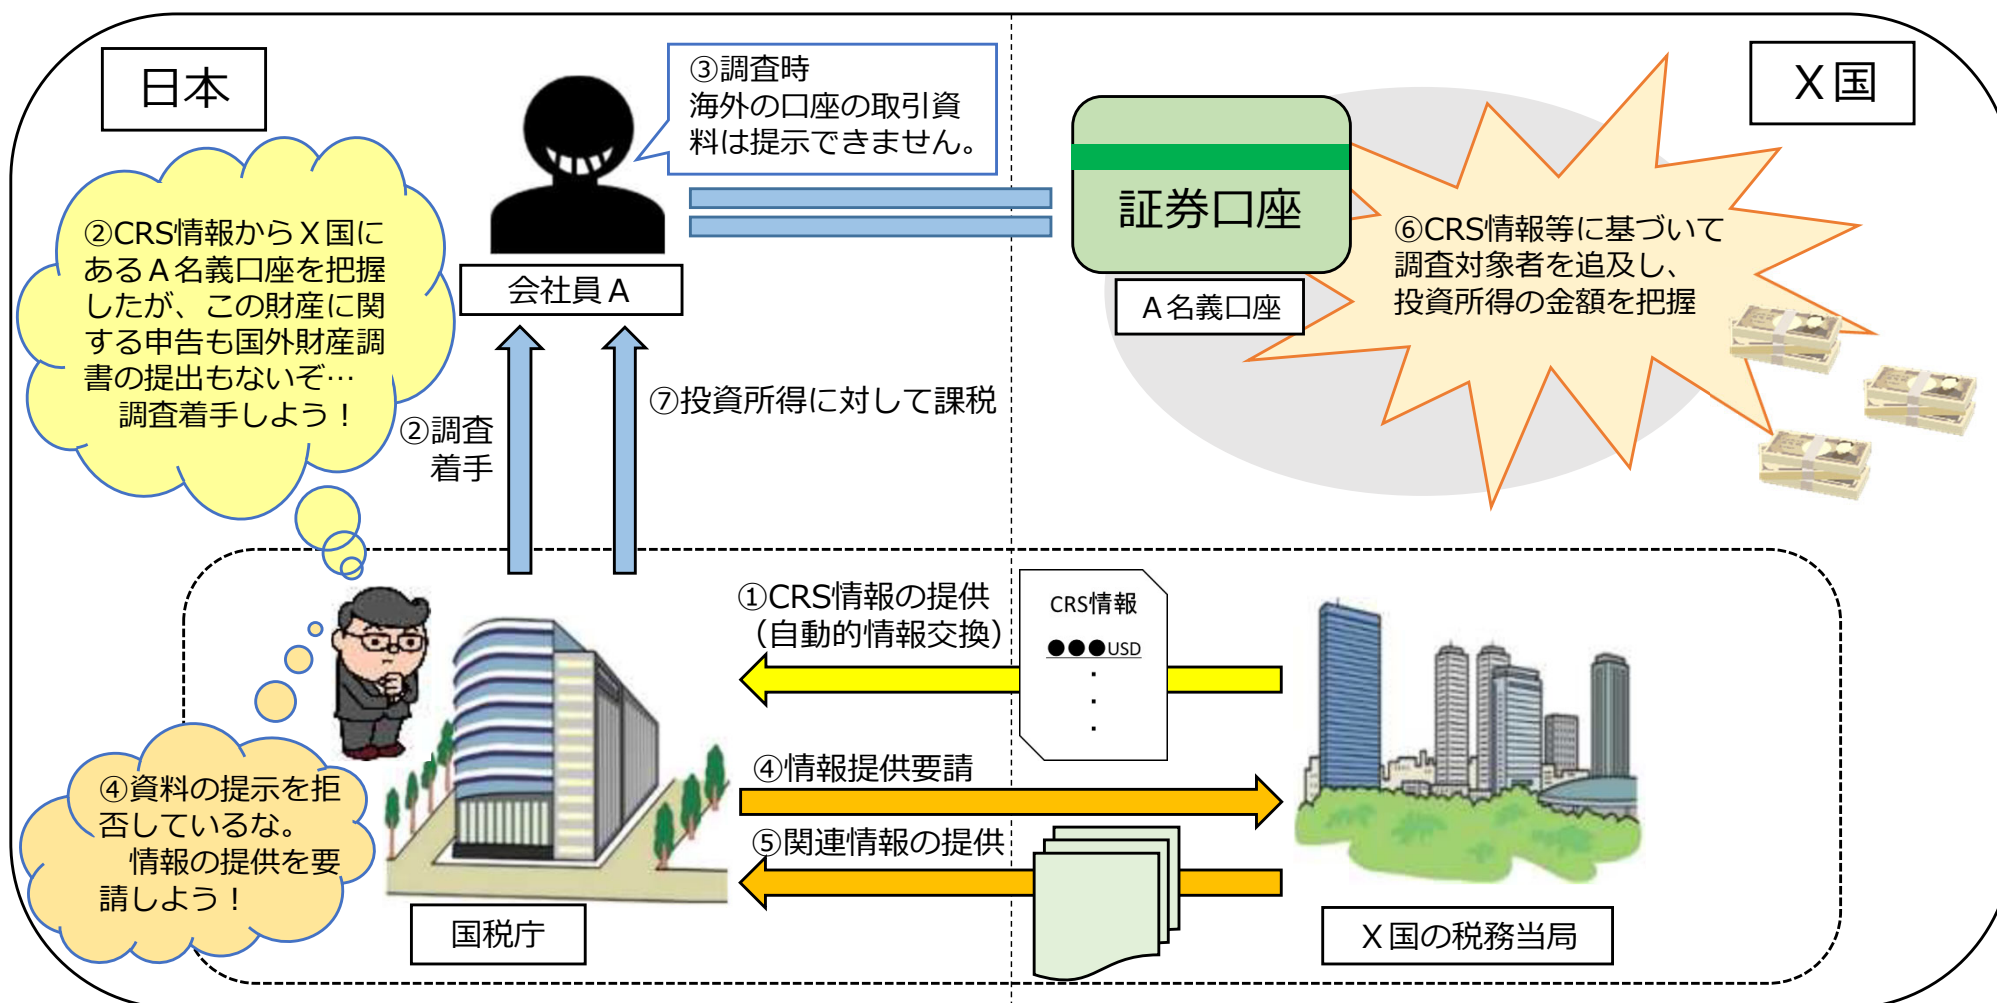 日本
Ｘ国
③調査時
海外の口座の取引資
料は提示できません。
②CRS情報からＸ国に
あるＡ名義口座を把握
したが、この財産に関
する申告も国外財産調
書の提出もないぞ…
調査着手しよう！
会社員Ａ
証券口座
Ａ名義口座
⑥CRS情報等に基づいて
調査対象者を追及し、
投資所得の金額を把握
②調査
着手
⑦投資所得に対して課税
①CRS情報の提供
（自動的情報交換）
CRS情報
●●●USD
・
・
・
④情報提供要請
⑤関連情報の提供
④資料の提示を拒
否しているな。
情報の提供を要
請しよう！
国税庁
Ｘ国の税務当局